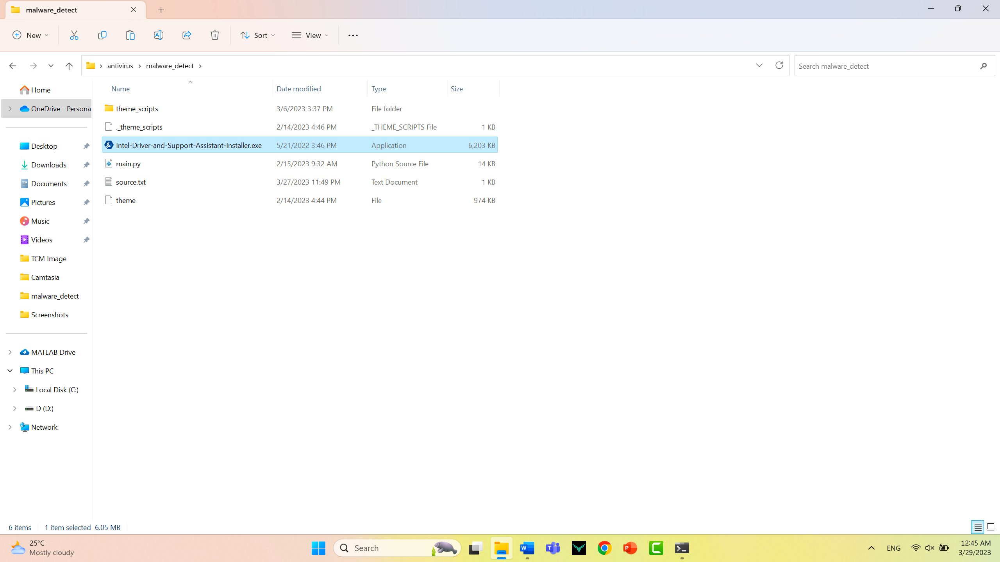 malware_detect
New
Sort
View
antivirus
malware_detect
Search malware_detect
Name
Date modified
Type
Size
theme_scripts 3/6/2023 3:37 PM File folder
._theme_scripts 2/14/2023 4:46 PM _THEME_SCRIPTS File 1 KB
Intel-Driver-and-Support-Assistant-Installer.exe 5/21/2022 3:46 PM Application 6,203 KB
main.py 2/15/2023 9:32 AM Python Source File 14 KB
source.txt 3/27/2023 11:49 PM Text Document 1 KB
theme 2/14/2023 4:44 PM File 974 KB
Home
OneDrive - Persona
Desktop
Downloads
Documents
Pictures
Music
Videos
TCM Image
Camtasia
malware_detect
Screenshots
MATLAB Drive
This PC
Local Disk (C:)
D (D:)
Network
6 items
1 item selected 6.05 MB
25°C
Mostly cloudy
Search
ENG
12:45 AM
3/29/2023